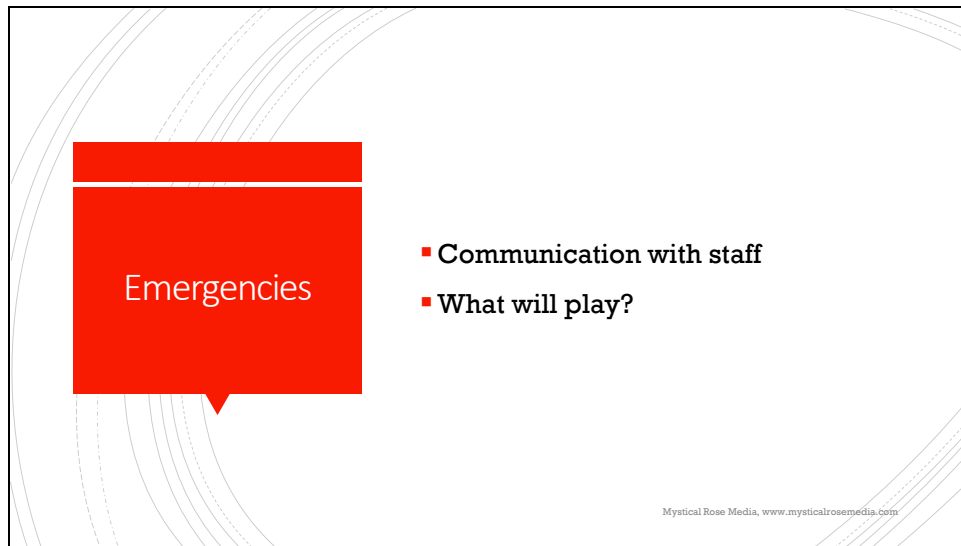 Emergencies
Communication with staff
What will play?
Mystical Rose Media, www.mysticalrosemedia.com